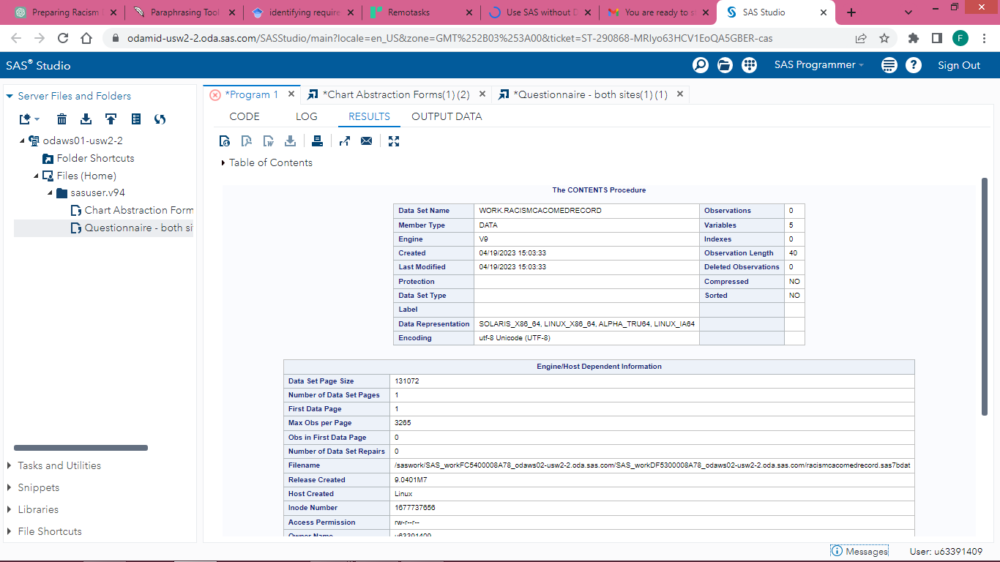 Preparing Racism
Paraphrasing Tool
identifying require
Remotasks
Use SAS without D
You are ready to s
SAS Studio
odamid-usw2-2.oda.sas.com/SASStudio/main?locale=en_US&zone=GMT%252B03%253A00&ticket=ST-290868-MRIyo63HCV1EoQA5GBER-cas
F
SAS® Studio
SAS Programmer
Sign Out
Server Files and Folders
odaws01-usw2-2
Folder Shortcuts
Files (Home)
sasuser.v94
Chart Abstraction Form
Questionnaire - both si
Tasks and Utilities
Snippets
Libraries
File Shortcuts
*Program 1
*Chart Abstraction Forms(1) (2)
*Questionnaire - both sites(1) (1)
CODE LOG RESULTS OUTPUT DATA
Table of Contents
The CONTENTS Procedure
Data Set Name WORK.RACISMCACOMEDRECORD Observations 0
Member Type DATA Variables 5
Engine V9 Indexes 0
Created 04/19/2023 15:03:33 Observation Length 40
Last Modified 04/19/2023 15:03:33 Deleted Observations 0
Protection Compressed NO
Data Set Type Sorted NO
Label
Data Representation SOLARIS_X86_64, LINUX_X86_64, ALPHA_TRU64, LINUX_IA64
Encoding utf-8 Unicode (UTF-8)
Engine/Host Dependent Information
Data Set Page Size 131072
Number of Data Set Pages 1
First Data Page 1
Max Obs per Page 3265
Obs in First Data Page 0
Number of Data Set Repairs 0
Filename /saswork/SAS_workFC5400008A78_odaws02-usw2-2.oda.sas.com/SAS_workDF5300008A78_odaws02-usw2-2.oda.sas.com/racismcacomedrecord.sas7bdat
Release Created 9.0401M7
Host Created Linux
Inode Number 1677737656
Access Permission rw-r--r--
Owner Name u63391409
Messages
User: u63391409